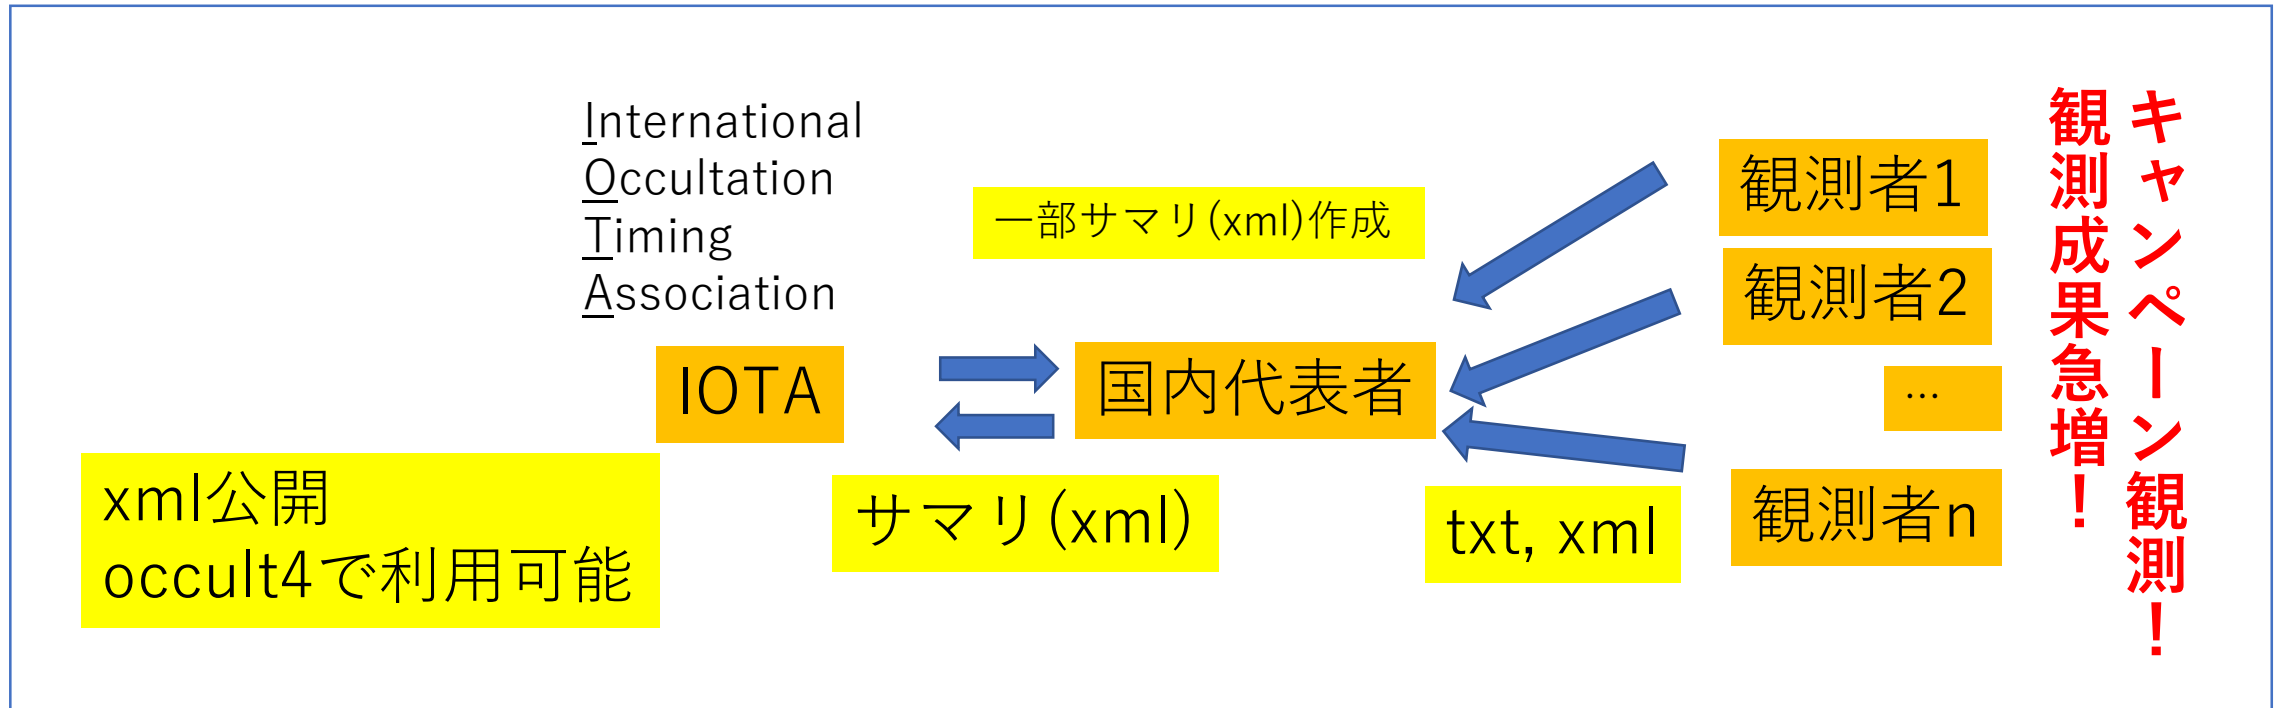 International
Occultation
Timing
Association
IOTA
xml公開
occult4で利用可能
一部サマリ(xml)作成
国内代表者
サマリ(xml)
txt, xml
観測者1
観測者2
…
観測者n
キャンペーン観測！
観測成果急増！